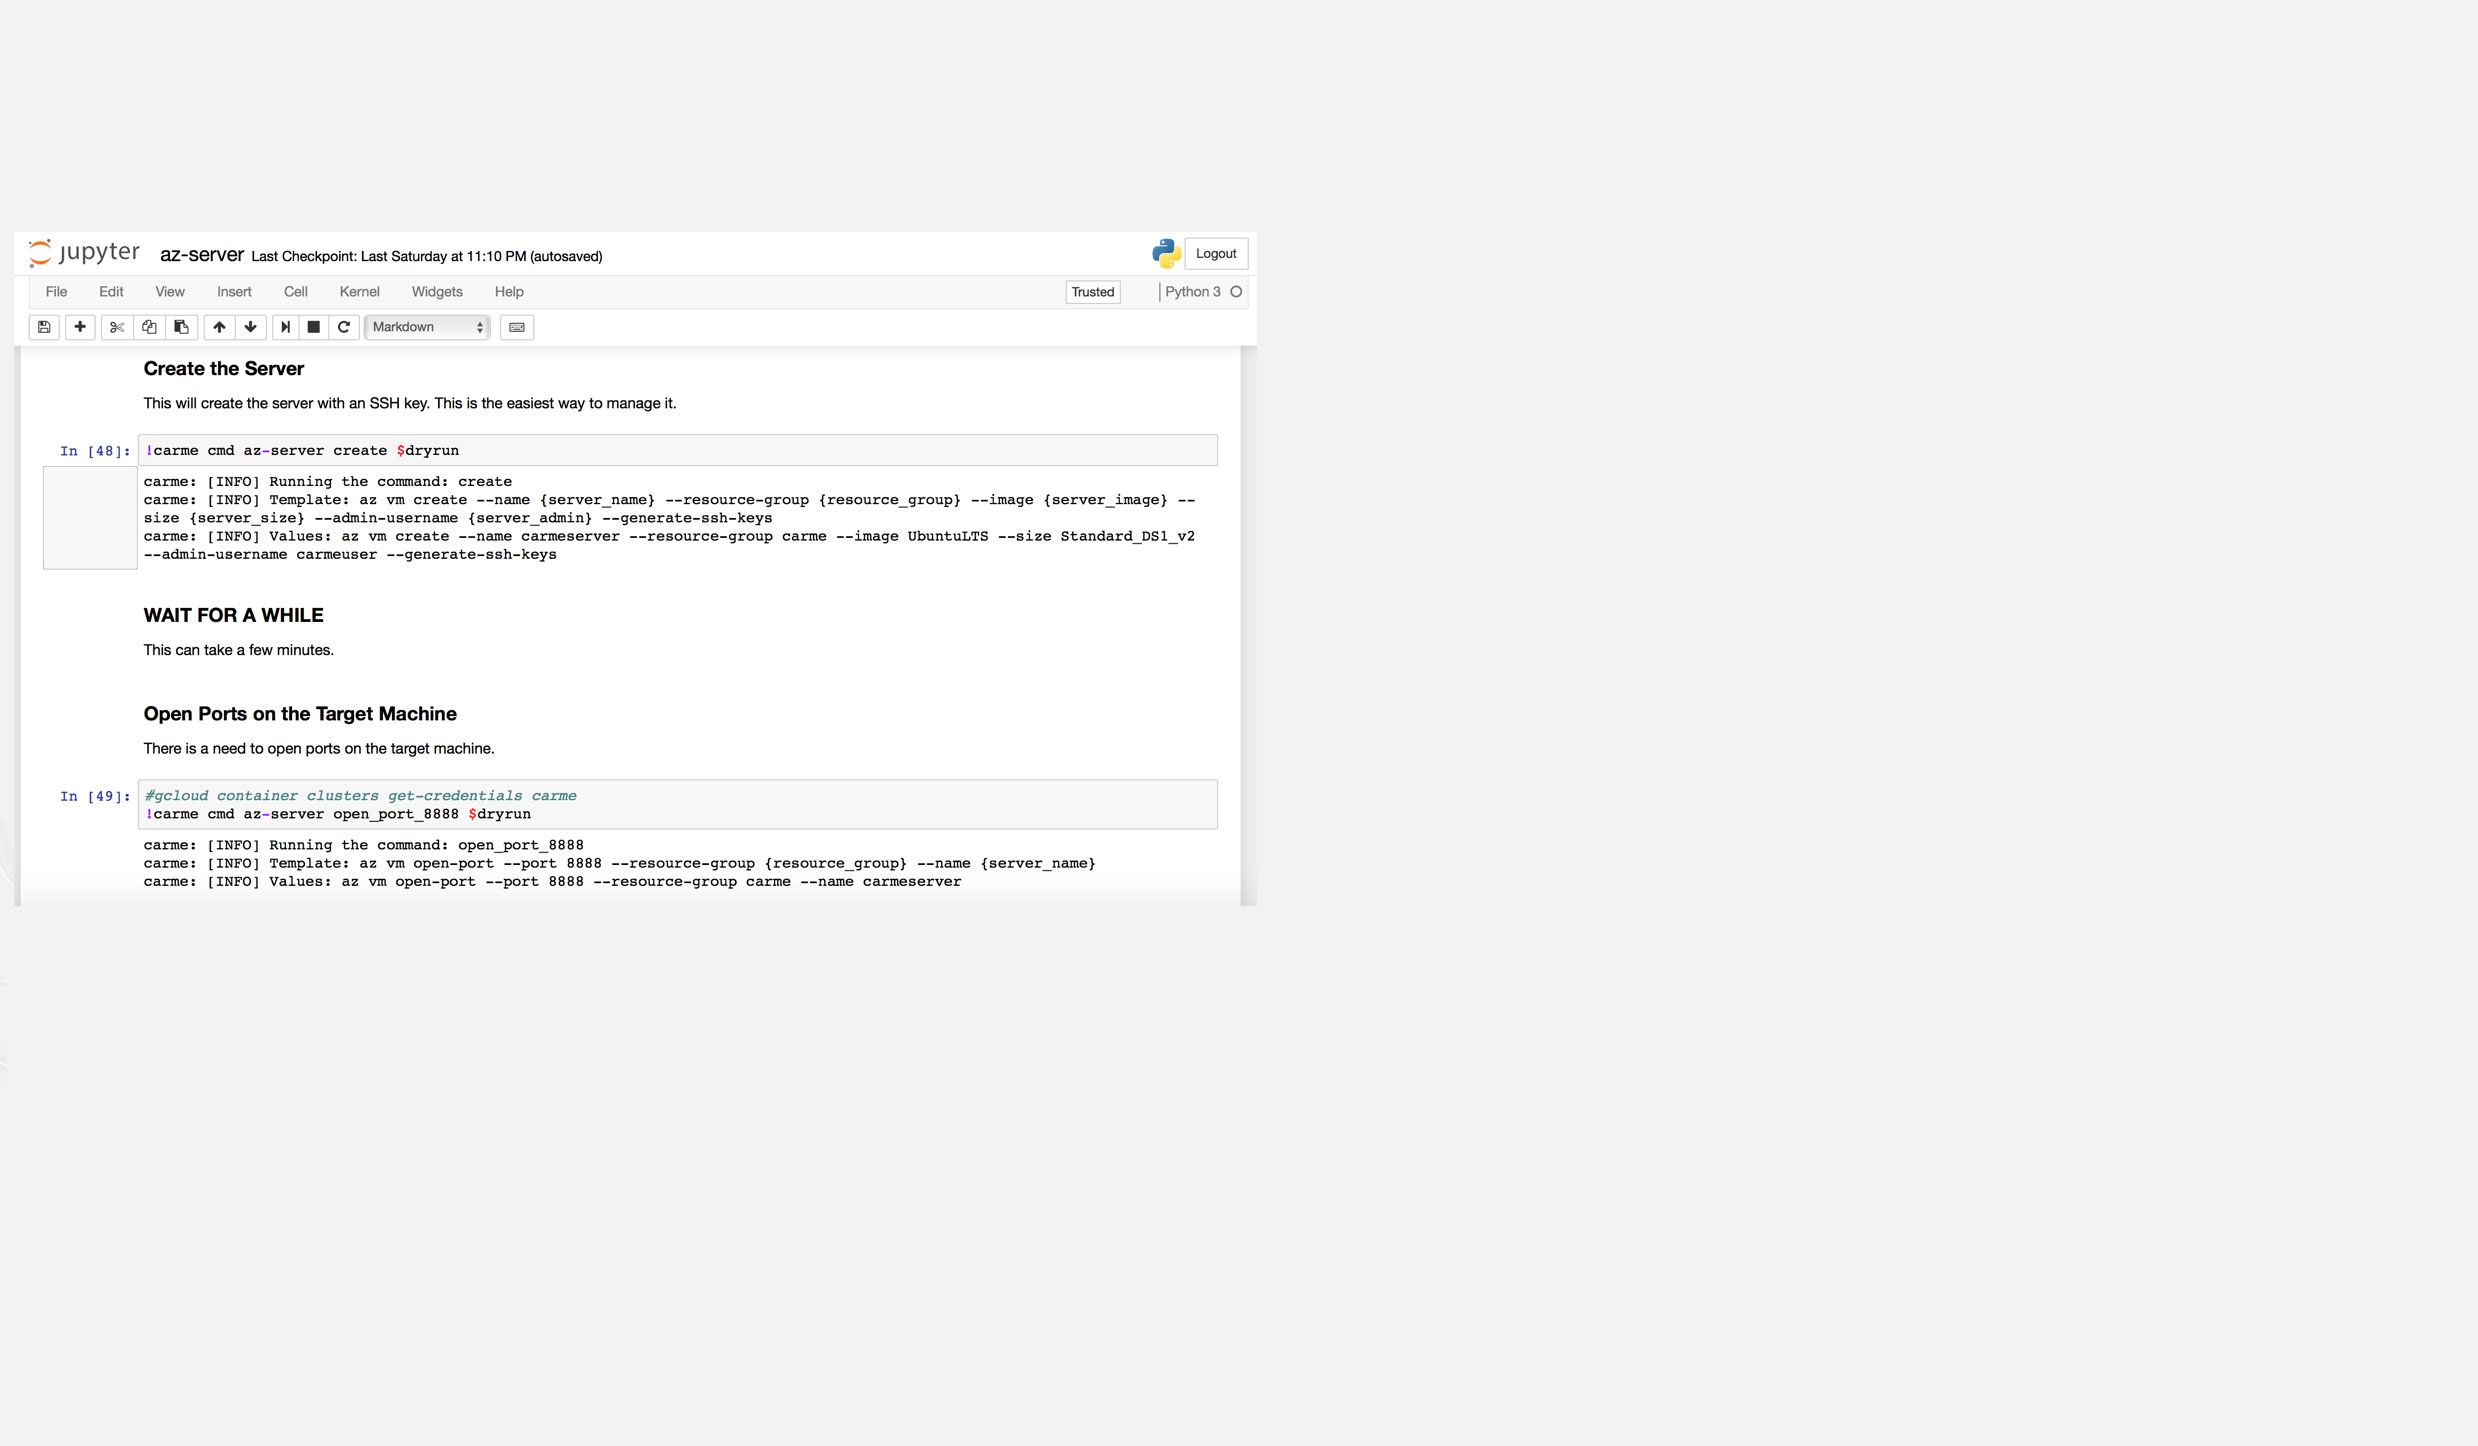 jupyter az-server Last Checkpoint: Last Saturday at 11:10 PM (autosaved) Logout
File Edit View Insert Cell Kernel Widgets Help Trusted Python 3
Markdown
Create the Server
This will create the server with an SSH key. This is the easiest way to manage it.
In [48]: !carme cmd az-server create $dryrun
carme: [INFO] Running the command: create
carme: [INFO] Template: az vm create --name {server_name} --resource-group {resource_group} --image {server_image} --
size {server_size} --admin-username {server_admin} --generate-ssh-keys
carme: [INFO] Values: az vm create --name carmeserver --resource-group carme --image UbuntuLTS --size Standard_DS1_v2
--admin-username carmeuser --generate-ssh-keys
WAIT FOR A WHILE
This can take a few minutes.
Open Ports on the Target Machine
There is a need to open ports on the target machine.
In [49]: #gcloud container clusters get-credentials carme
!carme cmd az-server open_port_8888 $dryrun
carme: [INFO] Running the command: open_port_8888
carme: [INFO] Template: az vm open-port --port 8888 --resource-group {resource_group} --name {server_name}
carme: [INFO] Values: az vm open-port --port 8888 --resource-group carme --name carmeserver